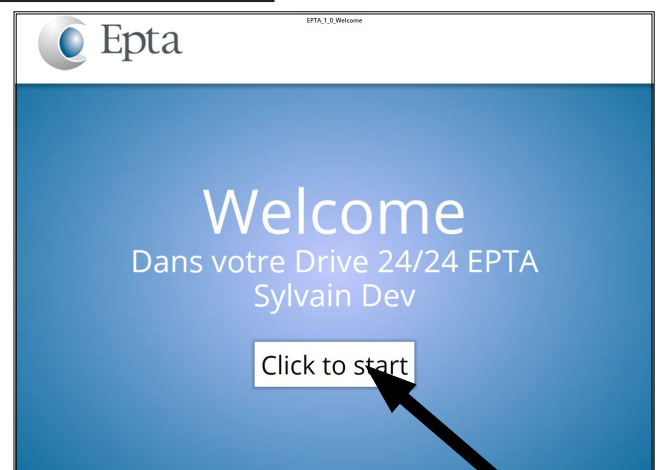 EPTA_1_0_Welcome
Epta
Welcome
Dans votre Drive 24/24 EPTA
Sylvain Dev
Click to start